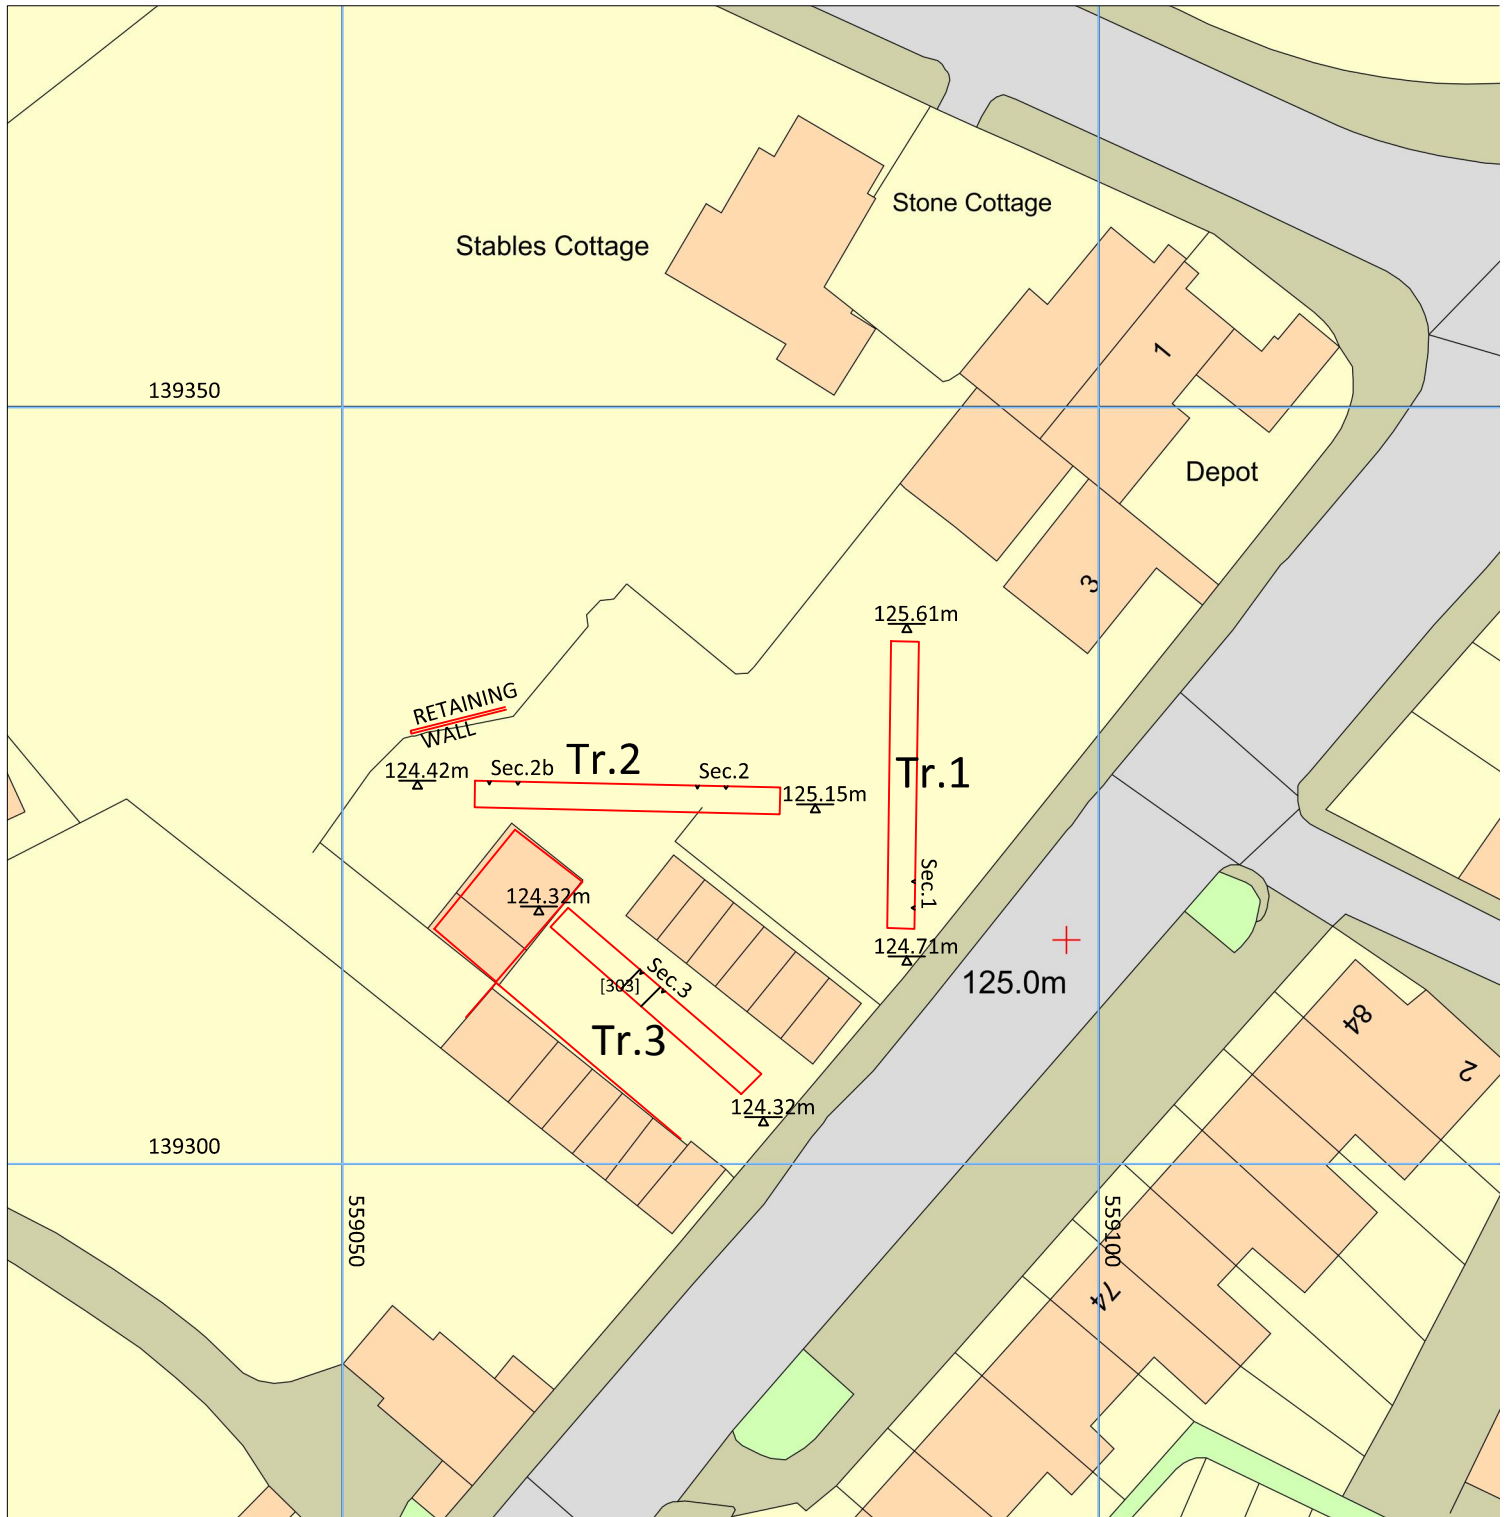 Stone Cottage
Stables Cottage
1
139350
Depot
3
125.61m
RETAINING
WALL
Tr.2
Tr.1
124.42m
Sec.2b
Sec.2
125.15m
Sec.1
124.32m
124.71m
Sec.3
[303]
125.0m
Tr.3
84
2
124.32m
139300
559050
559100
74